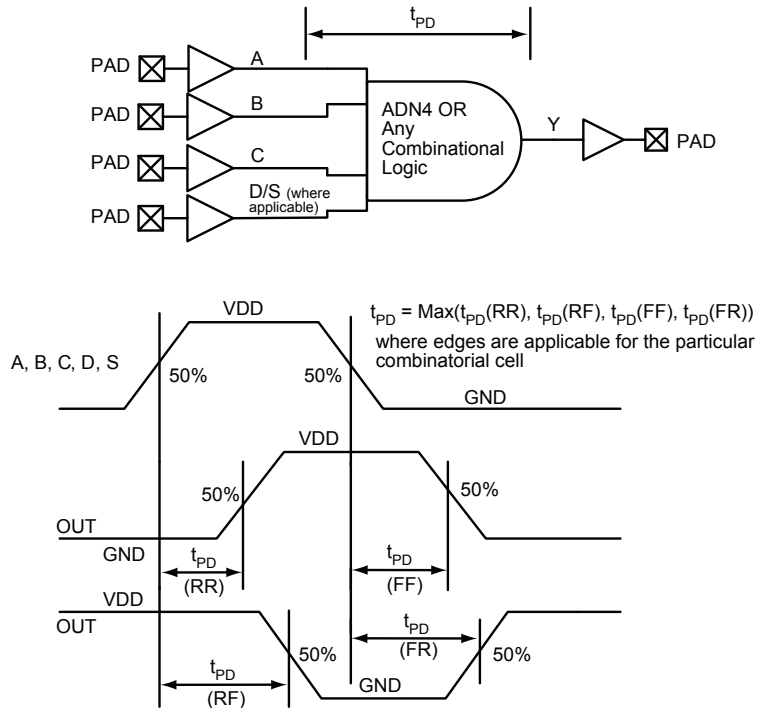 tPD
PAD
A
PAD
B
PAD
C
PAD
D/S (where
applicable)
ADN4 OR
Any
Combinational
Logic
Y
PAD
tPD = Max(tPD(RR), tPD(RF), tPD(FF), tPD(FR))
where edges are applicable for the particular
combinatorial cell
VDD
A, B, C, D, S
50%
50%
GND
VDD
50%
50%
OUT
GND
tPD
(RR)
tPD
(FF)
VDD
OUT
tPD
(FR)
50%
50%
tPD
(RF)
GND